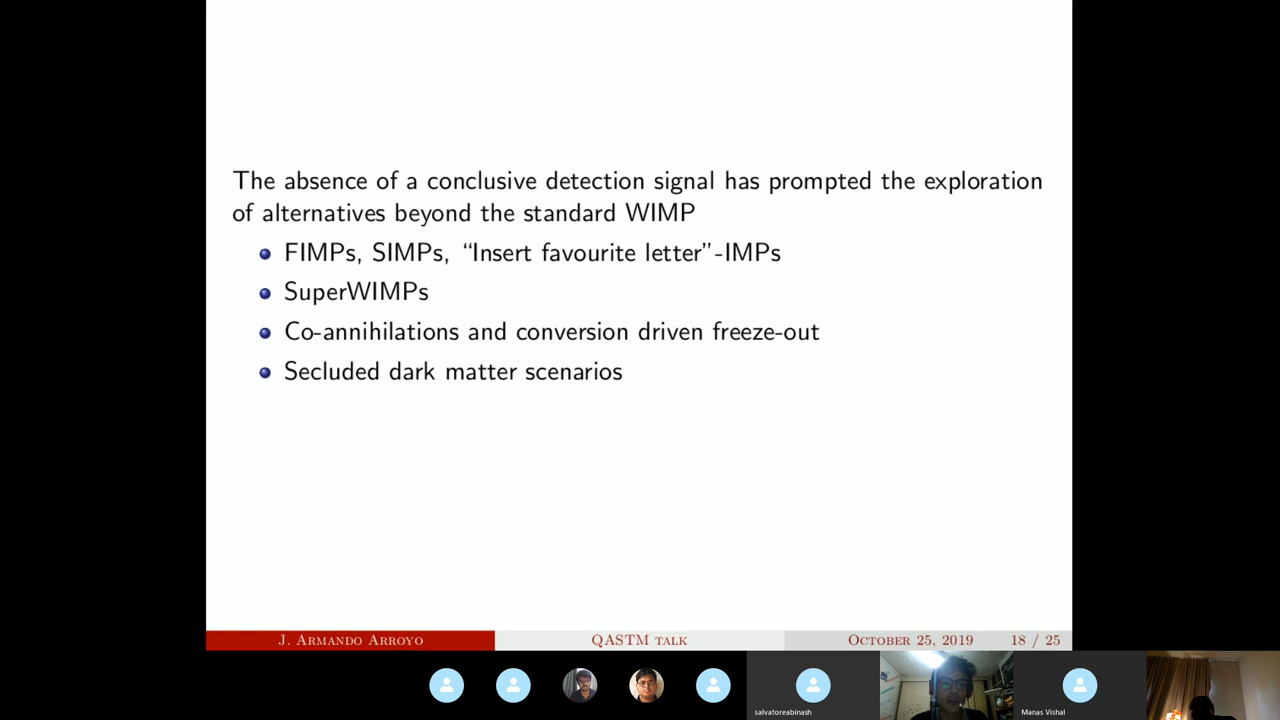 The absence of a conclusive detection signal has prompted the exploration
of alternatives beyond the standard WIMP
FIMPs, SIMPs, “Insert favourite letter”-IMPs
SuperWIMPs
Co-annihilations and conversion driven freeze-out
Secluded dark matter scenarios
J. Armando Arroyo QASTM talk October 25, 2019 18 / 25
salvatoreabinash Manas Vishal